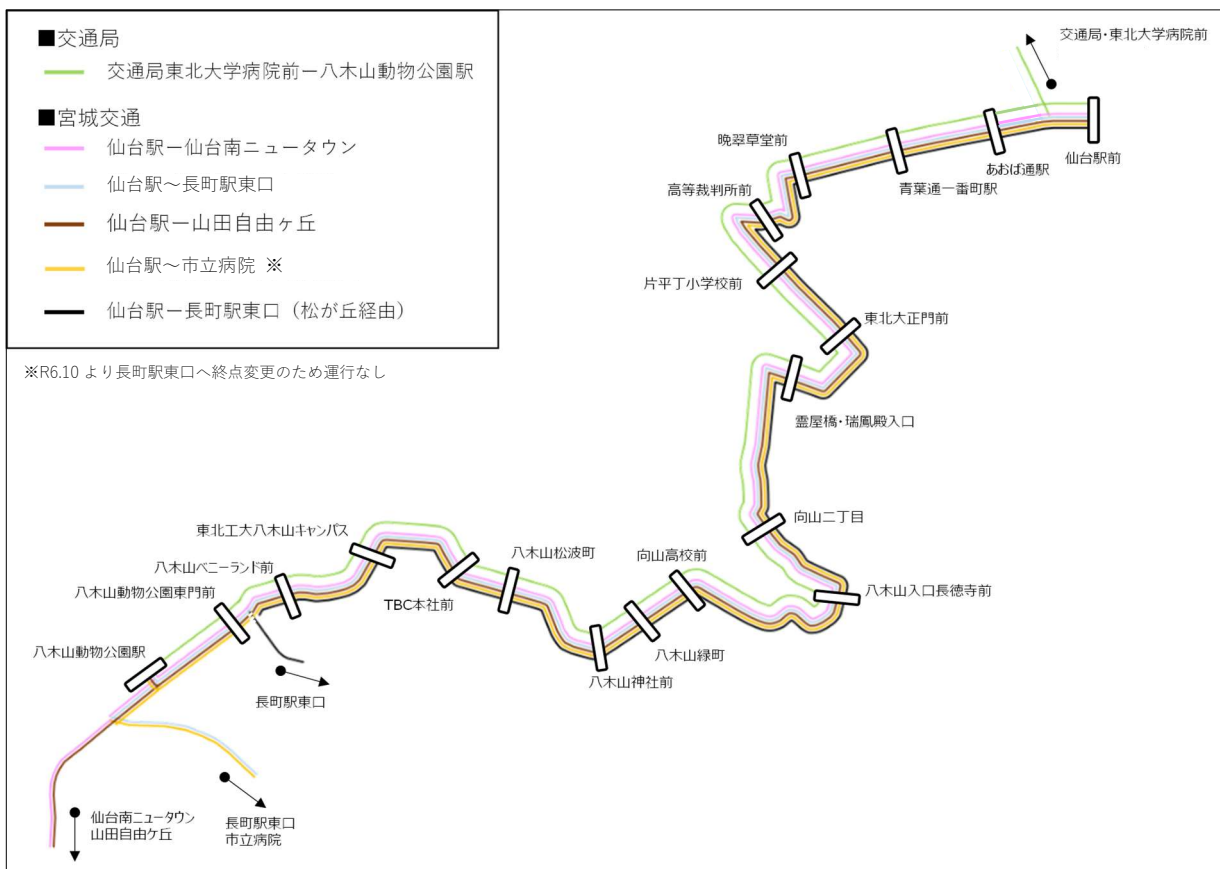 ■交通局
交通局東北大学病院前ー八木山動物公園駅
■宮城交通
仙台駅ー仙台南ニュータウン
仙台駅～長町駅東口
仙台駅ー山田自由ヶ丘
仙台駅～市立病院 ※
仙台駅ー長町駅東口（松が丘経由）
※R6.10 より長町駅東口へ終点変更のため運行なし
交通局・東北大学病院前
仙台駅前
あおば通駅
青葉通一番町駅
晩翠草堂前
高等裁判所前
片平丁小学校前
東北大正門前
霊屋橋・瑞鳳殿入口
向山二丁目
八木山入口長徳寺前
向山高校前
八木山緑町
八木山神社前
八木山松波町
TBC本社前
東北工大八木山キャンパス
八木山ベニーランド前
八木山動物公園東門前
八木山動物公園駅
長町駅東口
長町駅東口
市立病院
仙台南ニュータウン
山田自由ケ丘